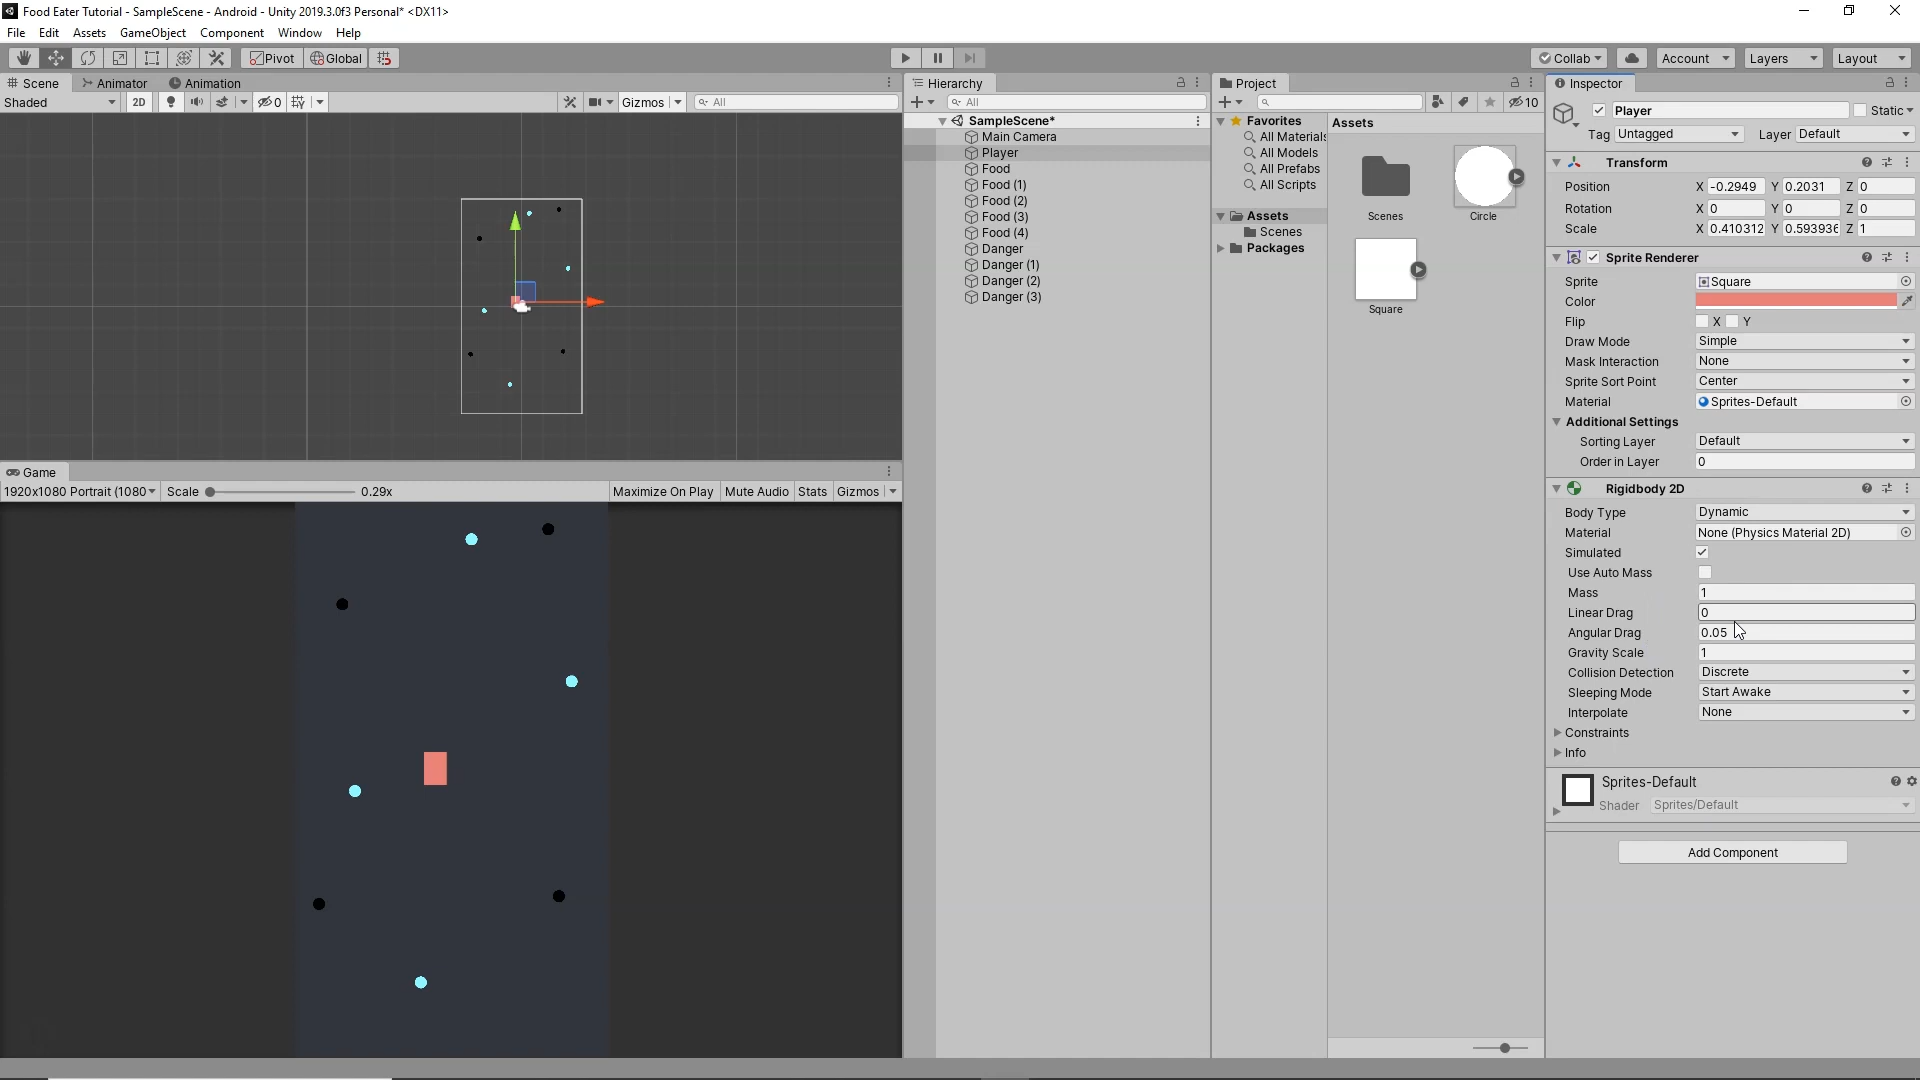 Food Eater Tutorial - SampleScene - Android - Unity 2019.3.0f3 Personal* <DX11>
File Edit Assets GameObject Component Window Help
Pivot Global Collab Account Layers Layout
Scene Animator Animation
Shaded 2D 0 Gizmos All
Game
1920x1080 Portrait (1080 Scale 0.29x Maximize On Play Mute Audio Stats Gizmos
Hierarchy
All
SampleScene*
Main Camera
Player
Food
Food (1)
Food (2)
Food (3)
Food (4)
Danger
Danger (1)
Danger (2)
Danger (3)
Project
10
Favorites
All Materials
All Models
All Prefabs
All Scripts
Assets
Scenes
Packages
Assets
Scenes
Circle
Square
Inspector
Player Static
Tag Untagged Layer Default
Transform
Position X -0.2949 Y 0.2031 Z 0
Rotation X 0 Y 0 Z 0
Scale X 0.410312 Y 0.593936 Z 1
Sprite Renderer
Sprite Square
Color
Flip X Y
Draw Mode Simple
Mask Interaction None
Sprite Sort Point Center
Material Sprites-Default
Additional Settings
Sorting Layer Default
Order in Layer 0
Rigidbody 2D
Body Type Dynamic
Material None (Physics Material 2D)
Simulated
Use Auto Mass
Mass 1
Linear Drag 0
Angular Drag 0.05
Gravity Scale 1
Collision Detection Discrete
Sleeping Mode Start Awake
Interpolate None
Constraints
Info
Sprites-Default
Shader Sprites/Default
Add Component